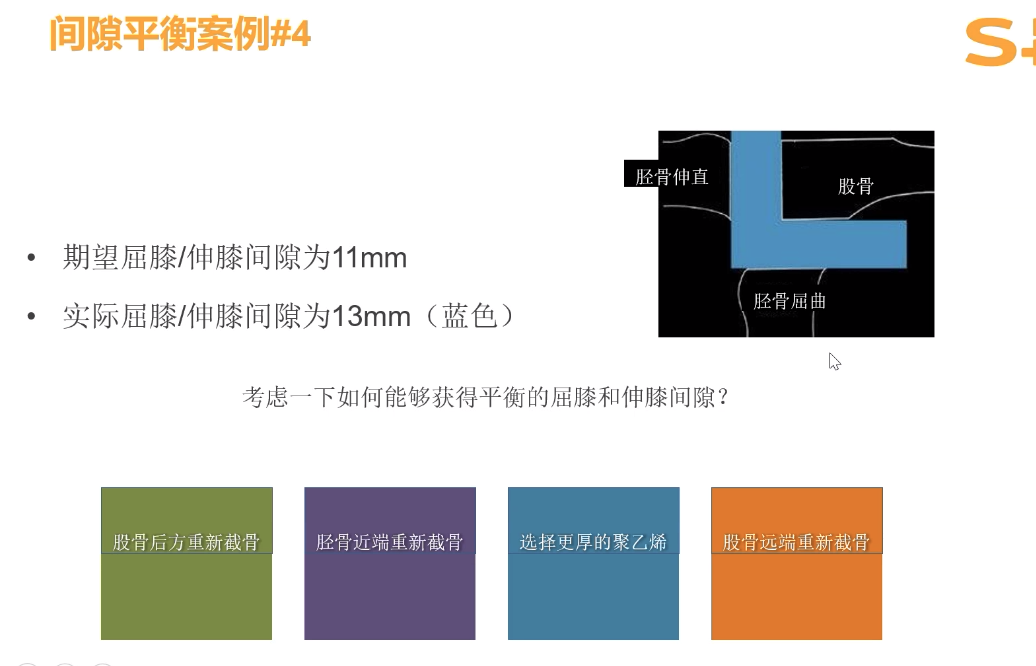 间隙平衡案例#4
胫骨伸直
股骨
胫骨屈曲
• 期望屈膝/伸膝间隙为11mm
• 实际屈膝/伸膝间隙为13mm（蓝色）
考虑一下如何能够获得平衡的屈膝和伸膝间隙？
股骨后方重新截骨
胫骨近端重新截骨
选择更厚的聚乙烯
股骨远端重新截骨